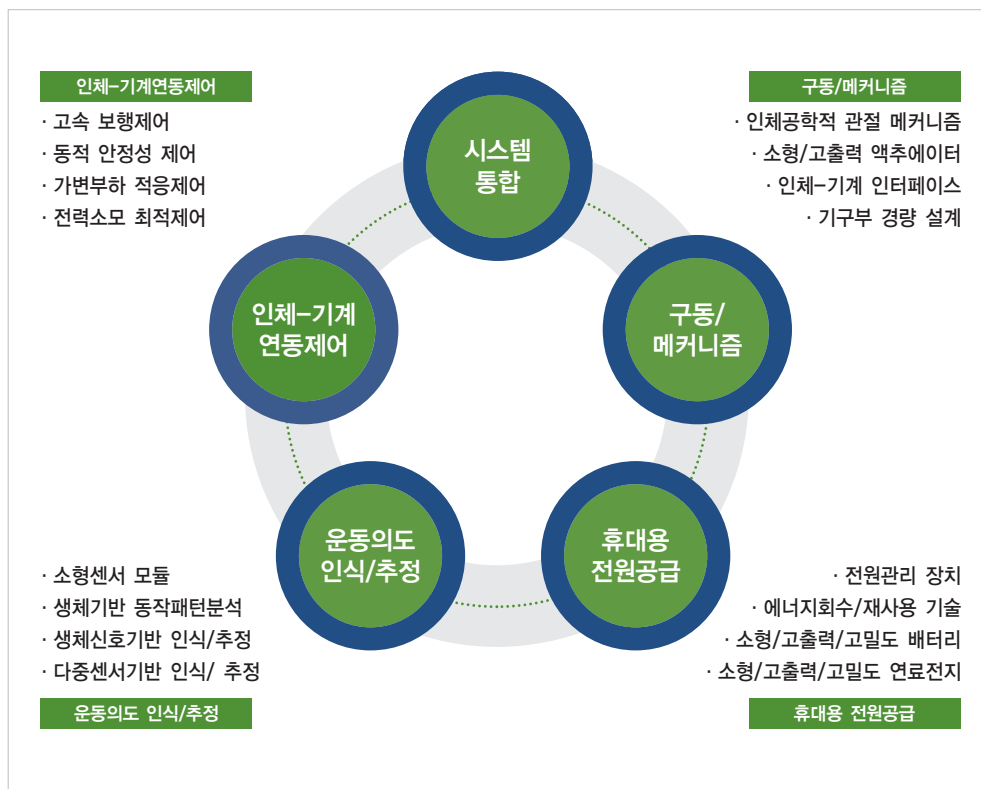 인체-기계연동제어
· 고속 보행제어
· 동적 안정성 제어
· 가변부하 적응제어
· 전력소모 최적제어
구동/메커니즘
· 인체공학적 관절 메커니즘
· 소형/고출력 액추에이터
· 인체-기계 인터페이스
· 기구부 경량 설계
시스템
통합
인체-기계
연동제어
구동/
메커니즘
운동의도
인식/추정
휴대용
전원공급
· 소형센서 모듈
· 생체기반 동작패턴분석
· 생체신호기반 인식/추정
· 다중센서기반 인식/ 추정
운동의도 인식/추정
· 전원관리 장치
· 에너지회수/재사용 기술
· 소형/고출력/고밀도 배터리
· 소형/고출력/고밀도 연료전지
휴대용 전원공급